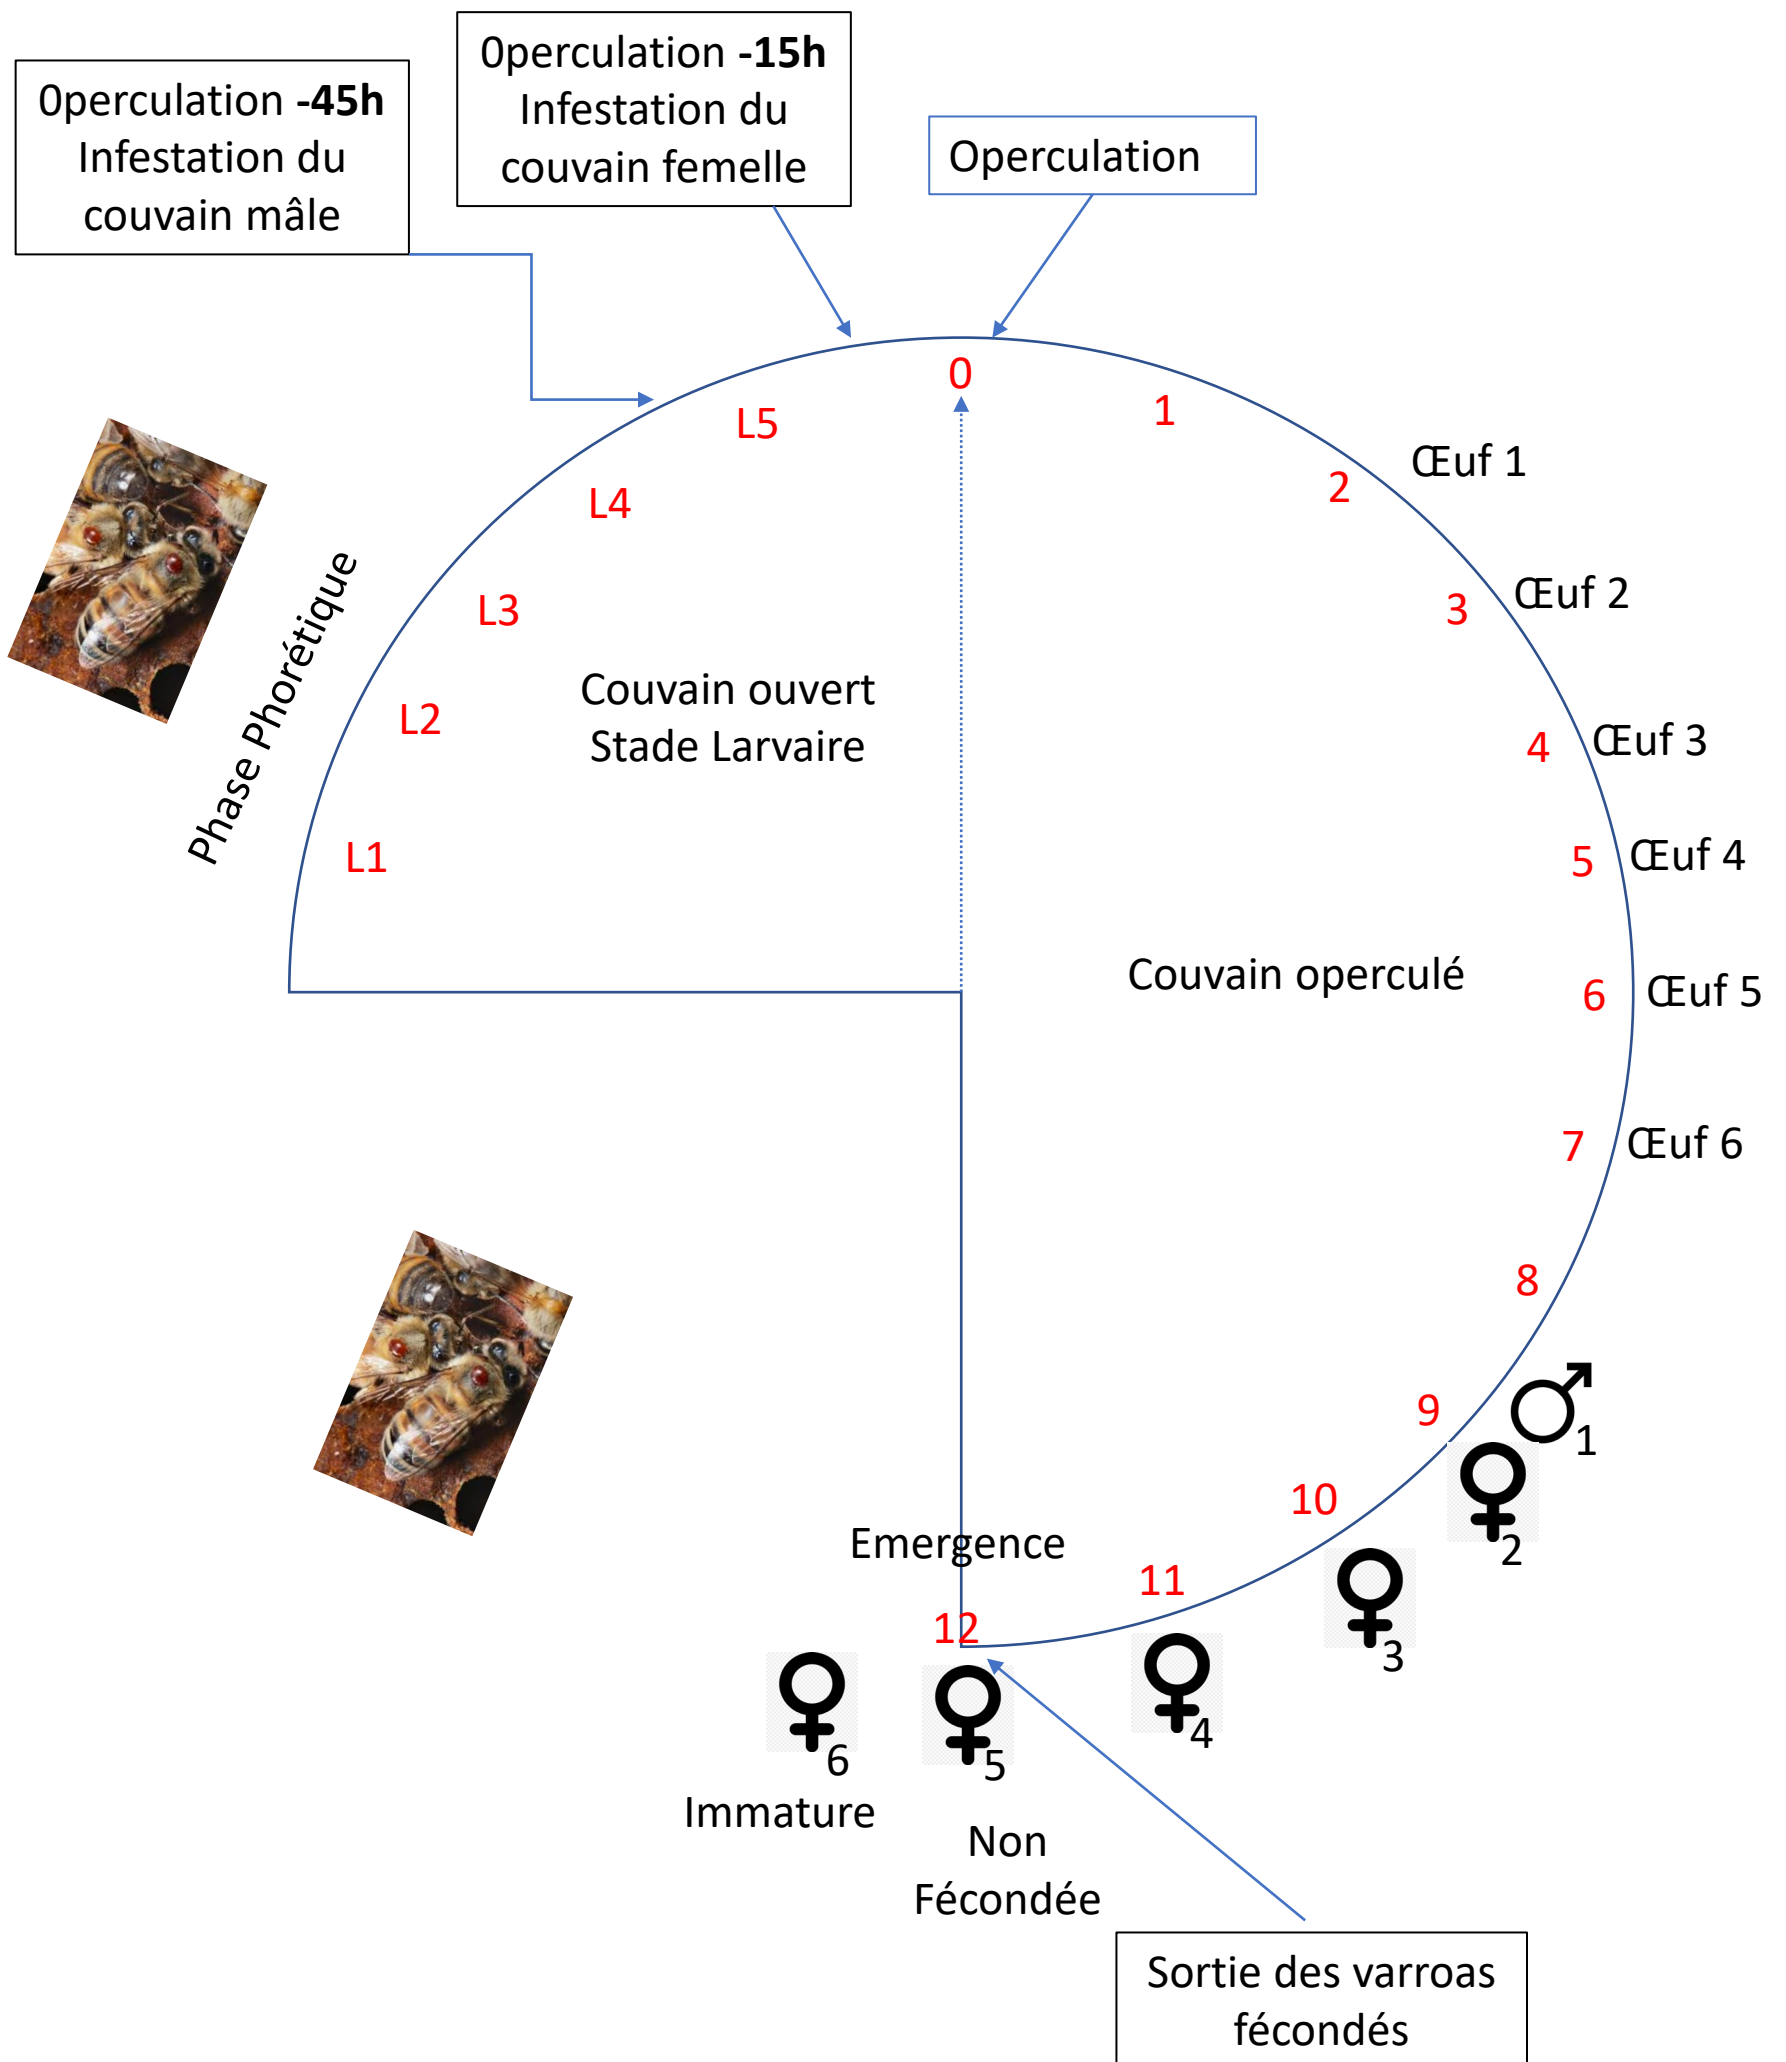 0perculation -45h
Infestation du
couvain mâle
0perculation -15h
Infestation du
couvain femelle
Operculation
0
1
2
3
4
5
6
7
8
9
10
11
12
L5
L4
L3
L2
L1
Œuf 1
Œuf 2
Œuf 3
Œuf 4
Œuf 5
Œuf 6
Phase Phorétique
Couvain ouvert
Stade Larvaire
Couvain operculé
Emergence
♂1
♀2
♀3
♀4
♀5
♀6
Immature
Non
Fécondée
Sortie des varroas
fécondés